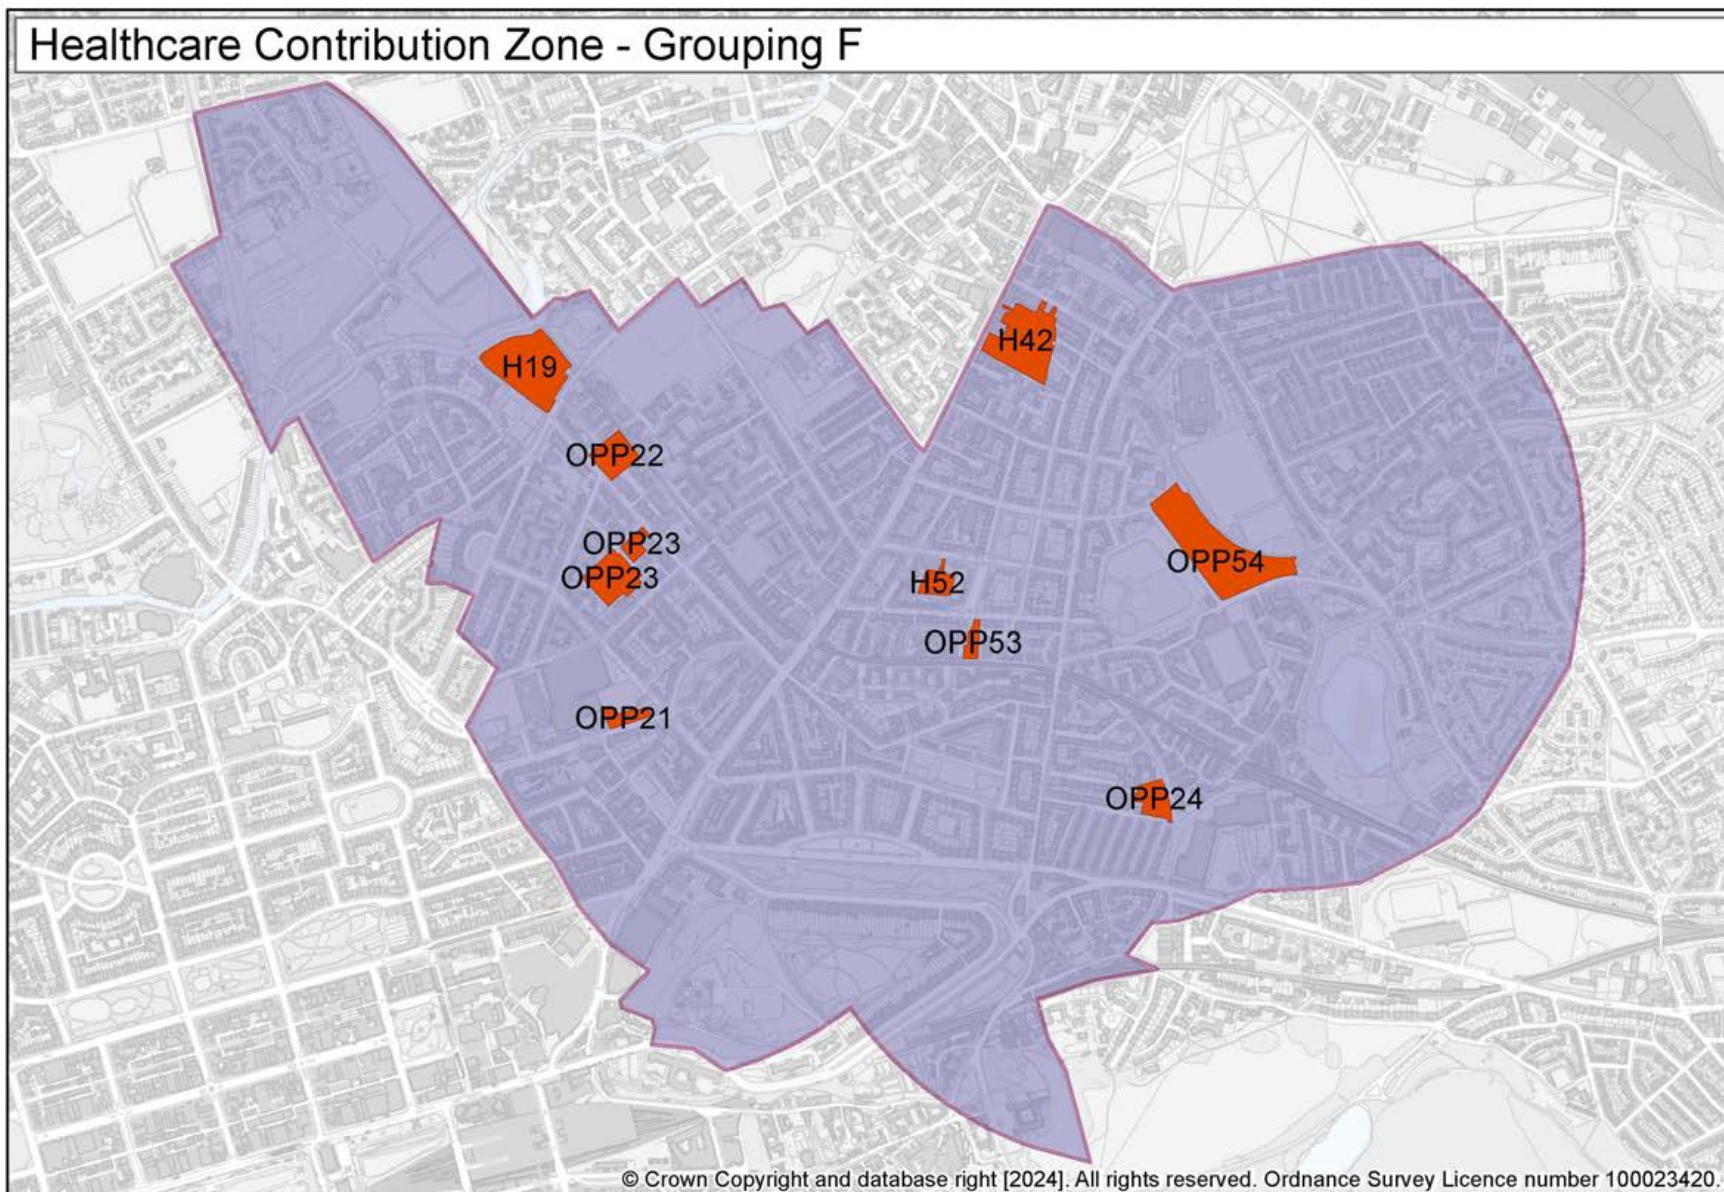 Healthcare Contribution Zone - Grouping F
H42
H19
OPP22
OPP23
OPP54
OPP23
H52
OPP53
OPP21
OPP24
© Crown Copyright and database right [2024]. All rights reserved. Ordnance Survey Licence number 100023420.